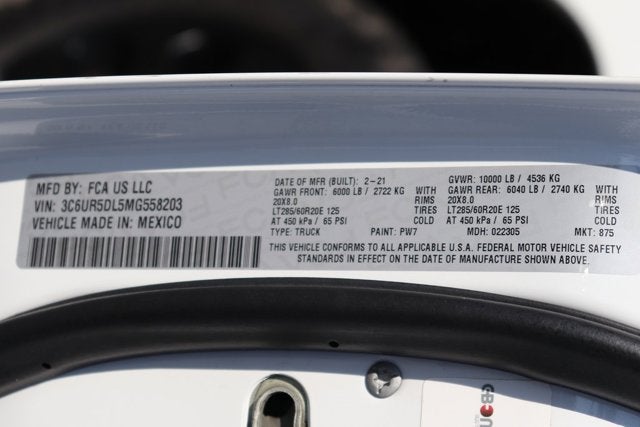 MFD BY: FCA US LLC
VIN: 3C6UR5DL5MG558203
VEHICLE MADE IN: MEXICO
DATE OF MFR (BUILT): 2-21
GAWR FRONT: 6000 LB / 2722 KG WITH
20X8.0 RIMS
LT285/60R20E 125 TIRES
AT 450 kPa / 65 PSI COLD
TYPE: TRUCK PAINT: PW7
GVWR: 10000 LB / 4536 KG
GAWR REAR: 6040 LB / 2740 KG WITH
20X8.0 RIMS
LT285/60R20E 125 TIRES
AT 450 kPa / 65 PSI COLD
MDH: 022305 MKT: 875
THIS VEHICLE CONFORMS TO ALL APPLICABLE U.S.A. FEDERAL MOTOR VEHICLE SAFETY
STANDARDS IN EFFECT ON THE DATE OF MANUFACTURE SHOWN ABOVE.